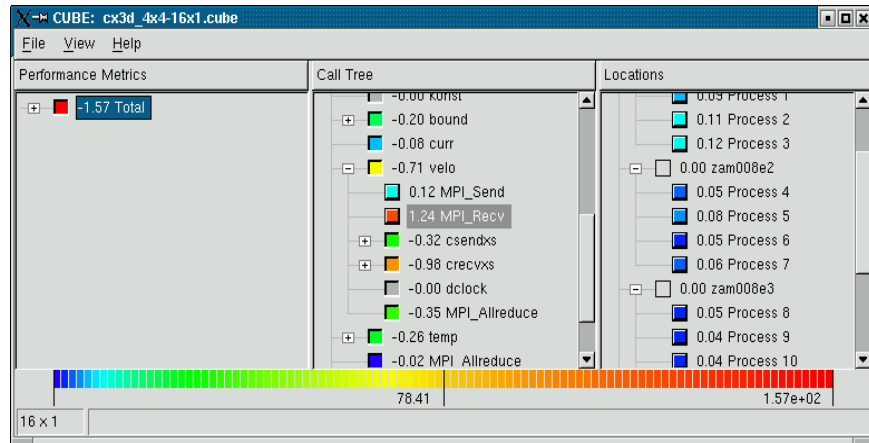 CUBE: cx3d_4x4-16x1.cube
File View Help
Performance Metrics
-1.57 Total
Call Tree
-0.00 konst
-0.20 bound
-0.08 curr
-0.71 velo
0.12 MPI_Send
1.24 MPI_Recv
-0.32 csendxs
-0.98 crecvxs
-0.00 dclock
-0.35 MPI_Allreduce
-0.26 temp
-0.02 MPI_Allreduce
Locations
0.09 Process 1
0.11 Process 2
0.12 Process 3
0.00 zam008e2
0.05 Process 4
0.08 Process 5
0.05 Process 6
0.06 Process 7
0.00 zam008e3
0.05 Process 8
0.04 Process 9
0.04 Process 10
78.41 1.57e+02
16 x 1